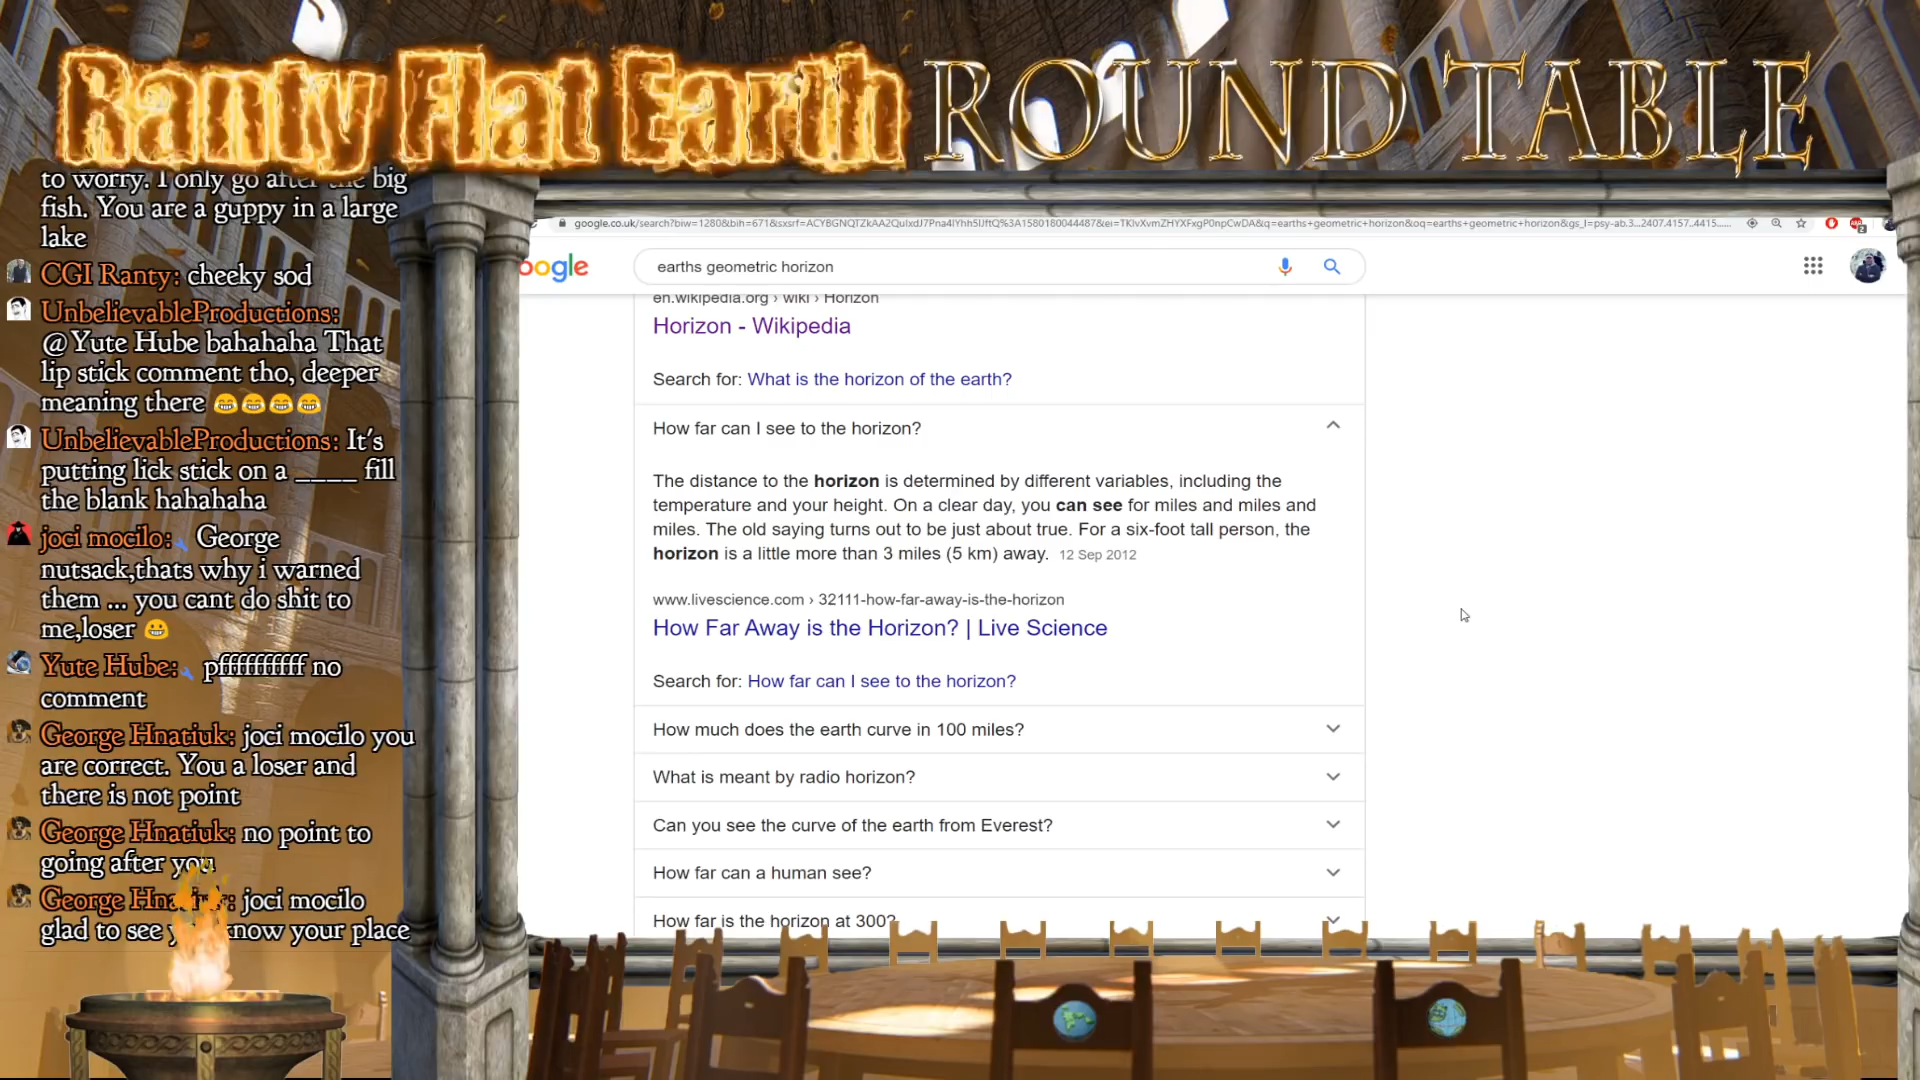 Ranty Flat Earth ROUND TABLE
to worry. I only go after the big
fish. You are a guppy in a large
lake
CGI Ranty: cheeky sod
UnbelievableProductions:
@Yute Hube bahahaha That
lip stick comment tho, deeper
meaning there 😂😂😂😂
UnbelievableProductions: It's
putting lick stick on a ____ fill
the blank hahahaha
joci mocilo: George
nutsack,thats why i warned
them ... you cant do shit to
me,loser 😀
Yute Hube: pffffffffff no
comment
George Hnatiuk: joci mocilo you
are correct. You a loser and
there is not point
George Hnatiuk: no point to
going after you
George Hnatiuk: joci mocilo
glad to see you know your place
oogle
earths geometric horizon
en.wikipedia.org › wiki › Horizon
Horizon - Wikipedia
Search for: What is the horizon of the earth?
How far can I see to the horizon?
The distance to the horizon is determined by different variables, including the
temperature and your height. On a clear day, you can see for miles and miles and
miles. The old saying turns out to be just about true. For a six-foot tall person, the
horizon is a little more than 3 miles (5 km) away. 12 Sep 2012
www.livescience.com › 32111-how-far-away-is-the-horizon
How Far Away is the Horizon? | Live Science
Search for: How far can I see to the horizon?
How much does the earth curve in 100 miles?
What is meant by radio horizon?
Can you see the curve of the earth from Everest?
How far can a human see?
How far is the horizon at 300?